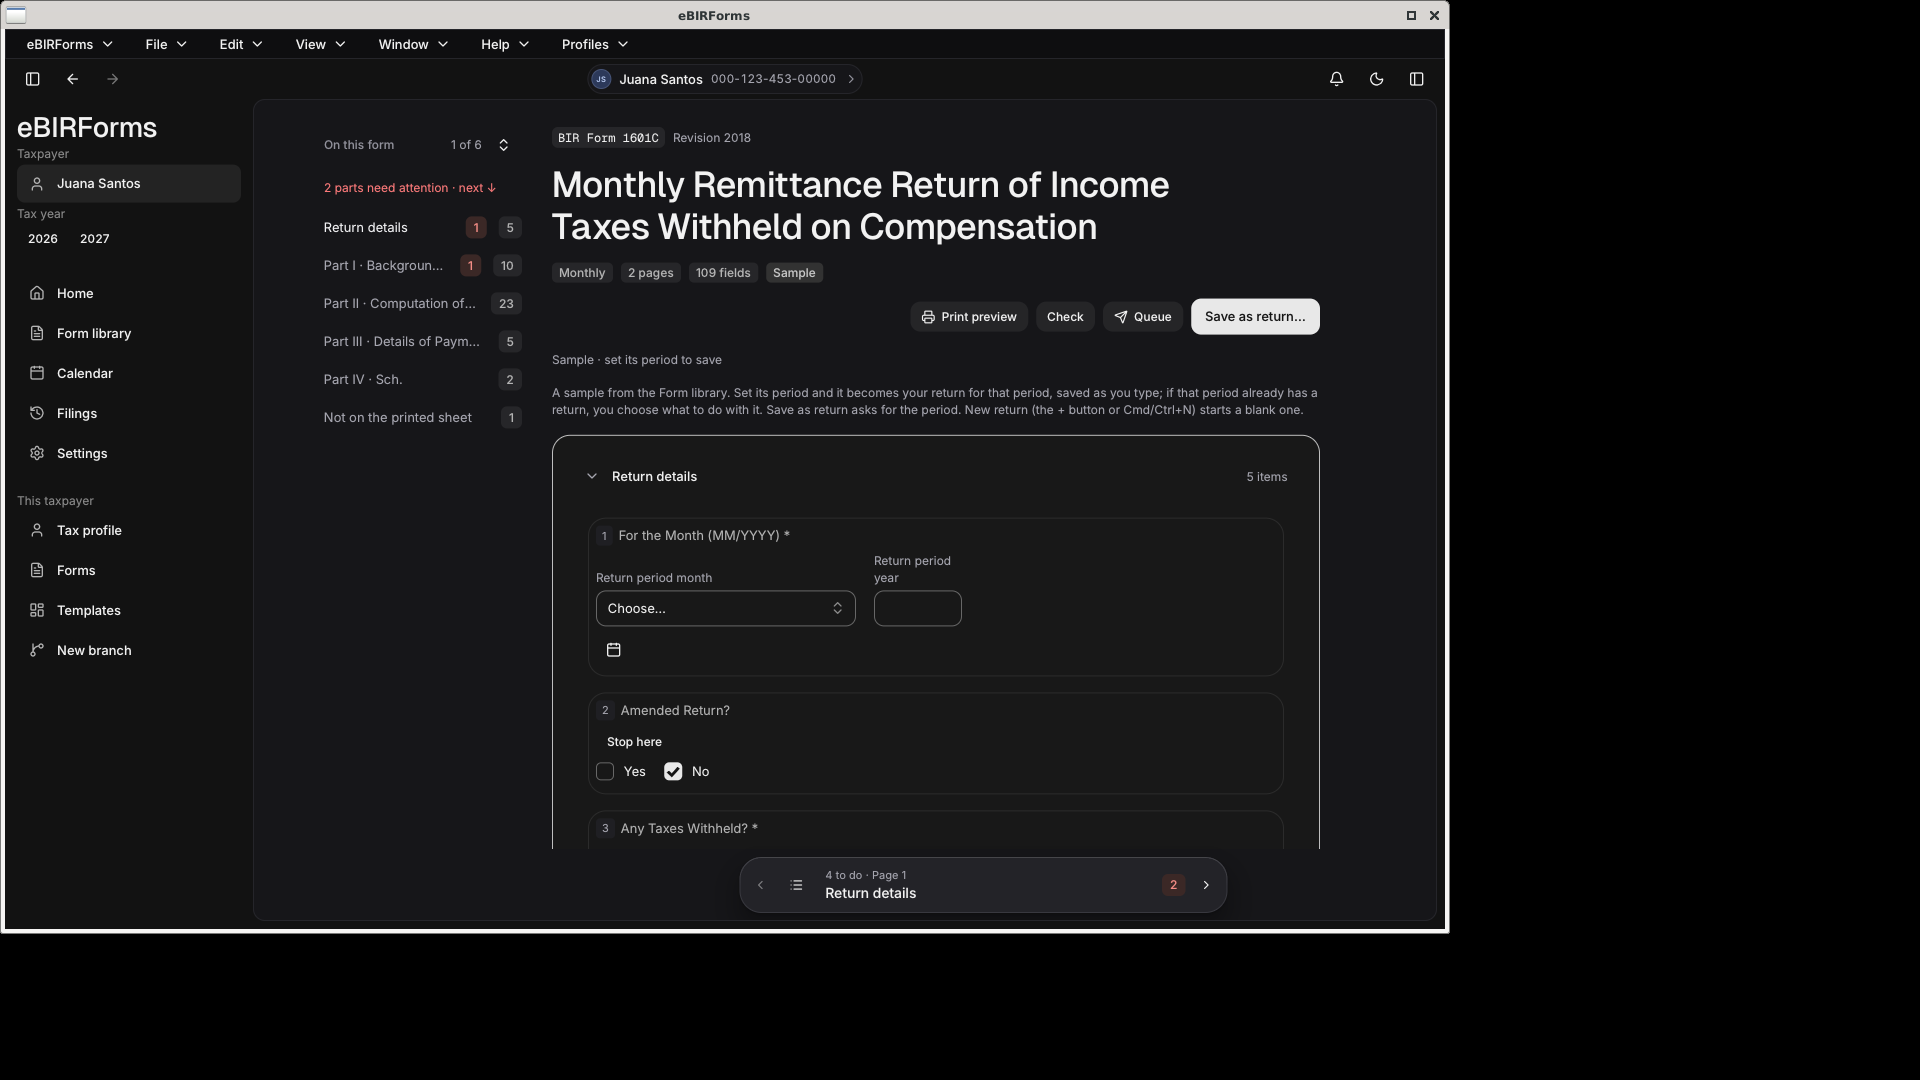 eBIRForms
eBIRForms File Edit View Window Help Profiles
JS Juana Santos 000-123-453-00000
eBIRForms
Taxpayer
Juana Santos
Tax year
2026 2027
Home
Form library
Calendar
Filings
Settings
This taxpayer
Tax profile
Forms
Templates
New branch
On this form 1 of 6
2 parts need attention · next ↓
Return details 1 5
Part I · Backgroun... 1 10
Part II · Computation of... 23
Part III · Details of Paym... 5
Part IV · Sch. 2
Not on the printed sheet 1
BIR Form 1601C Revision 2018
Monthly Remittance Return of Income
Taxes Withheld on Compensation
Monthly 2 pages 109 fields Sample
Print preview Check Queue Save as return...
Sample · set its period to save
A sample from the Form library. Set its period and it becomes your return for that period, saved as you type; if that period already has a
return, you choose what to do with it. Save as return asks for the period. New return (the + button or Cmd/Ctrl+N) starts a blank one.
Return details 5 items
1 For the Month (MM/YYYY) *
Return period month
Return period
year
Choose...
2 Amended Return?
Stop here
Yes No
3 Any Taxes Withheld? *
4 to do · Page 1
Return details
2